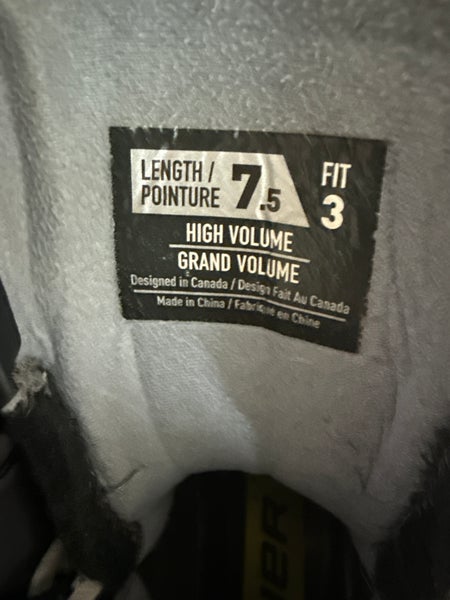 LENGTH /
POINTURE
7.5
FIT
3
HIGH VOLUME
GRAND VOLUME
Designed in Canada / Design Fait Au Canada
Made in China / Fabriqué en Chine